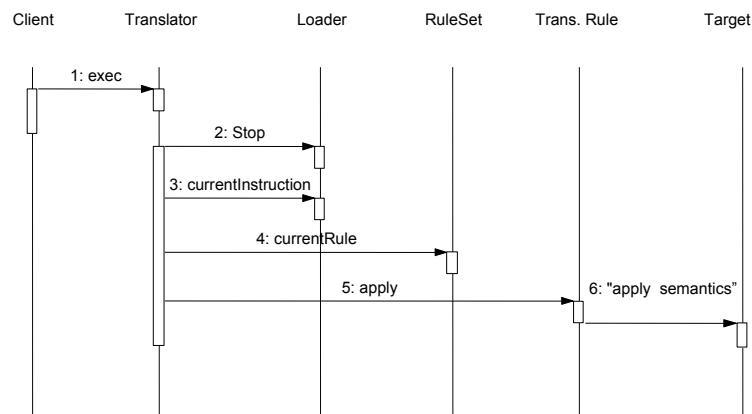 Client Translator Loader RuleSet Trans. Rule Target
1: exec
2: Stop
3: currentInstruction
4: currentRule
5: apply
6: "apply semantics”